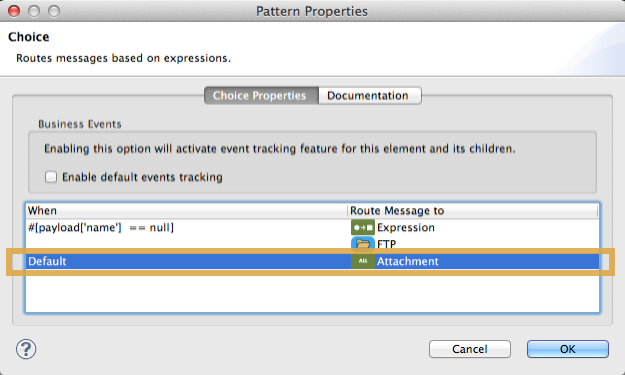 Pattern Properties
Choice
Routes messages based on expressions.
Choice Properties Documentation
Business Events
Enabling this option will activate event tracking feature for this element and its children.
Enable default events tracking
When Route Message to
#[payload['name'] == null] Expression
FTP
Default Att Attachment
? Cancel OK